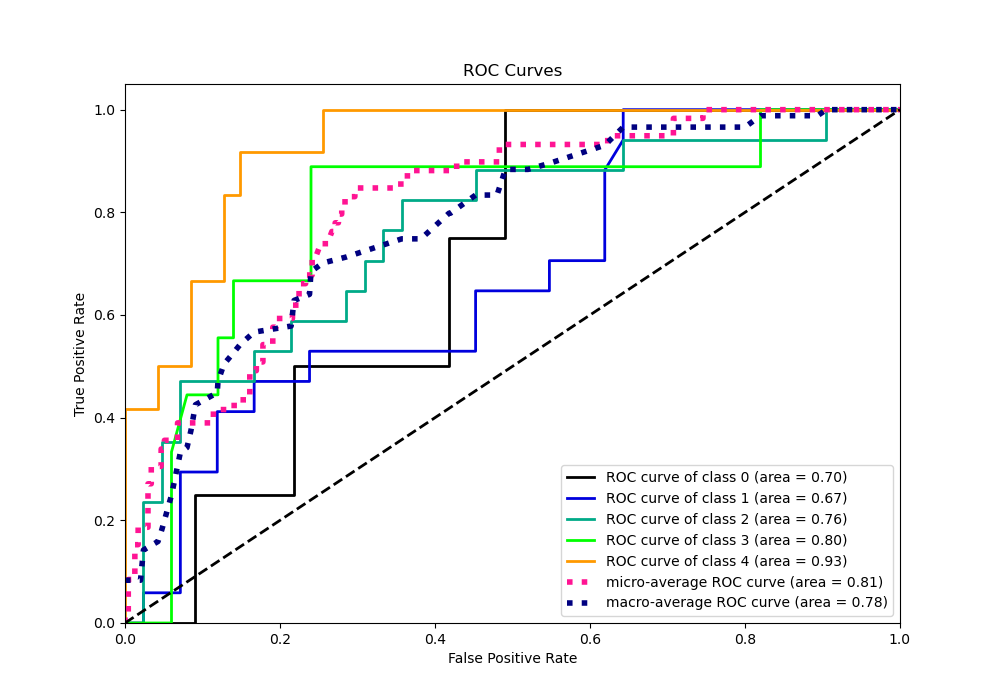 ROC Curves
True Positive Rate
1.0
0.8
0.6
0.4
0.2
0.0
ROC curve of class 0 (area = 0.70)
ROC curve of class 1 (area = 0.67)
ROC curve of class 2 (area = 0.76)
ROC curve of class 3 (area = 0.80)
ROC curve of class 4 (area = 0.93)
micro-average ROC curve (area = 0.81)
macro-average ROC curve (area = 0.78)
0.0 0.2 0.4 0.6 0.8 1.0
False Positive Rate